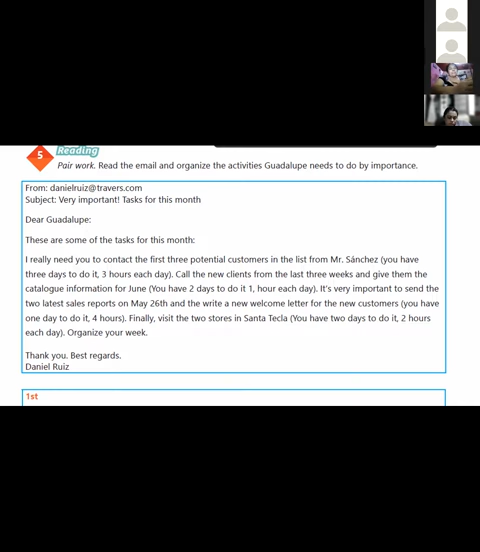 5 Reading
Pair work. Read the email and organize the activities Guadalupe needs to do by importance.
From: danielruiz@travers.com
Subject: Very important! Tasks for this month
Dear Guadalupe:
These are some of the tasks for this month:
I really need you to contact the first three potential customers in the list from Mr. Sánchez (you have
three days to do it, 3 hours each day). Call the new clients from the last three weeks and give them the
catalogue information for June (You have 2 days to do it 1, hour each day). It's very important to send the
two latest sales reports on May 26th and the write a new welcome letter for the new customers (you have
one day to do it, 4 hours). Finally, visit the two stores in Santa Tecla (You have two days to do it, 2 hours
each day). Organize your week.
Thank you. Best regards.
Daniel Ruiz
1st